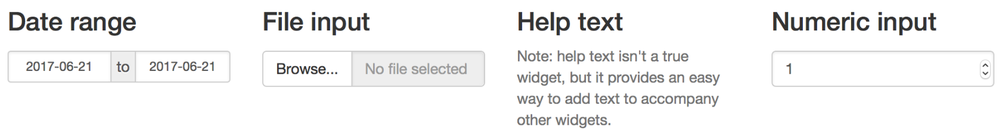 Date range
2017-06-21 to 2017-06-21
File input
Browse... No file selected
Help text
Note: help text isn't a true
widget, but it provides an easy
way to add text to accompany
other widgets.
Numeric input
1